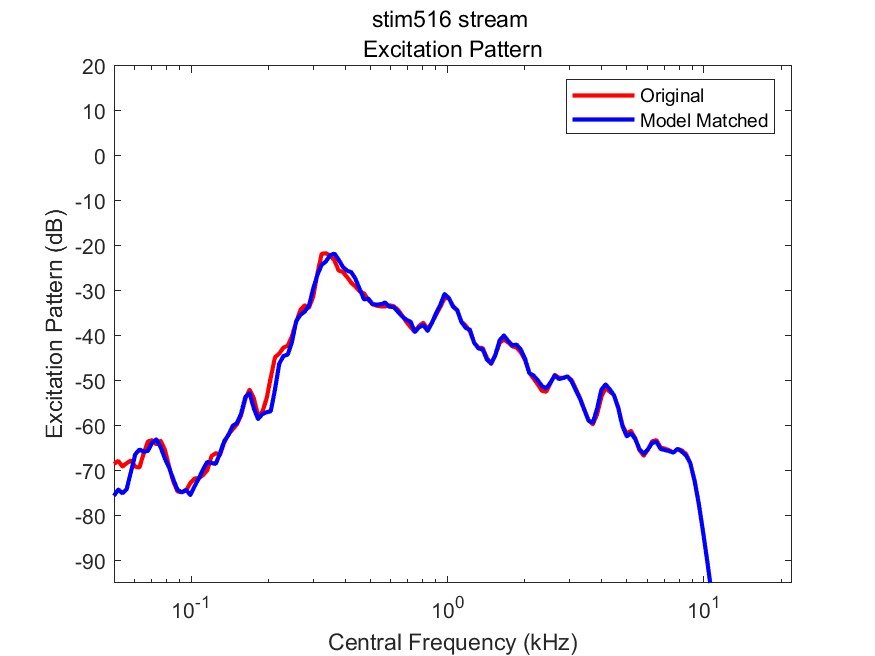 stim516 stream
Excitation Pattern
20
10
0
-10
-20
-30
-40
-50
-60
-70
-80
-90
Excitation Pattern (dB)
Original
Model Matched
10-1
100
101
Central Frequency (kHz)